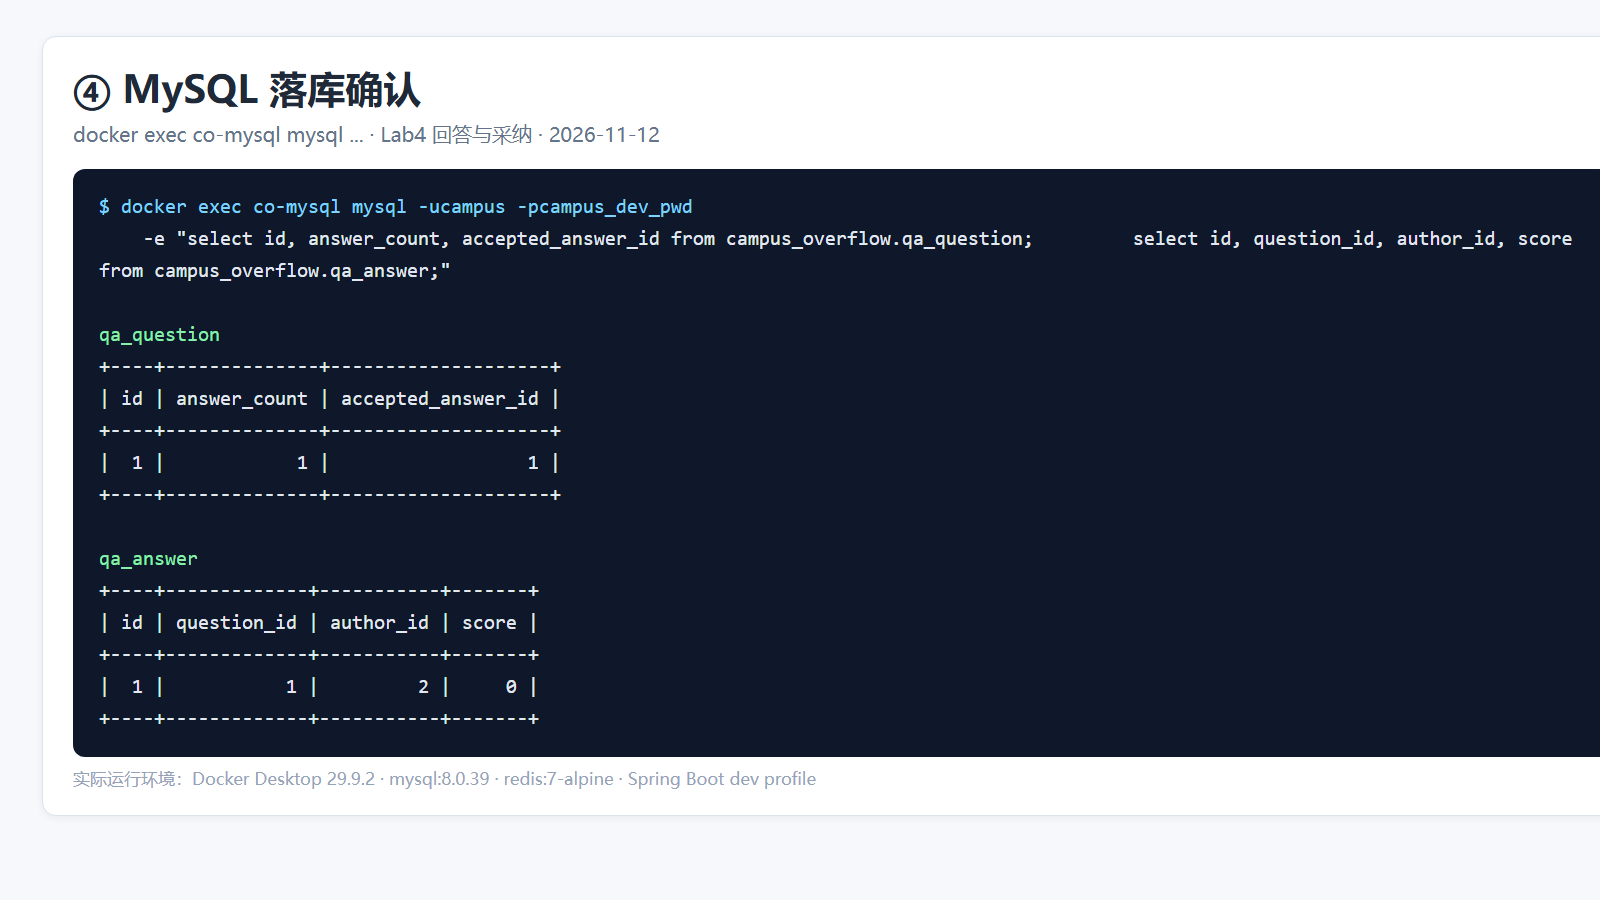 ④ MySQL 落库确认
docker exec co-mysql mysql ... · Lab4 回答与采纳 · 2026-11-12
$ docker exec co-mysql mysql -ucampus -pcampus_dev_pwd
    -e "select id, answer_count, accepted_answer_id from campus_overflow.qa_question;         select id, question_id, author_id, score
from campus_overflow.qa_answer;"
qa_question
+----+--------------+--------------------+
| id | answer_count | accepted_answer_id |
+----+--------------+--------------------+
|  1 |            1 |                  1 |
+----+--------------+--------------------+
qa_answer
+----+-------------+-----------+-------+
| id | question_id | author_id | score |
+----+-------------+-----------+-------+
|  1 |           1 |         2 |     0 |
+----+-------------+-----------+-------+
实际运行环境：Docker Desktop 29.9.2 · mysql:8.0.39 · redis:7-alpine · Spring Boot dev profile